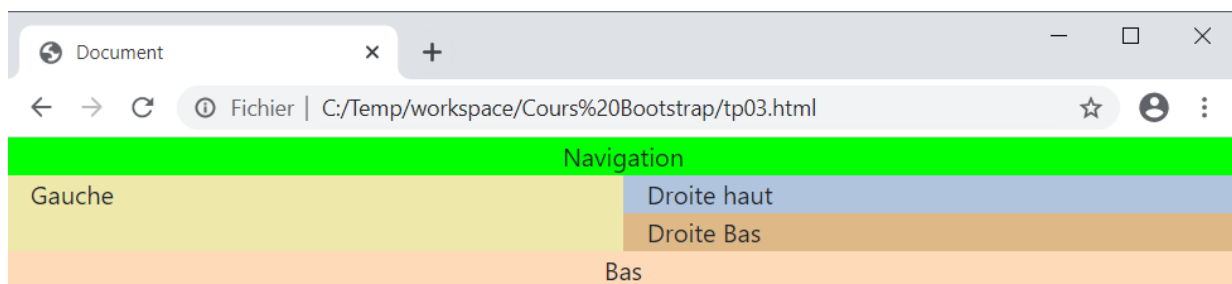 Document
Fichier | C:/Temp/workspace/Cours%20Bootstrap/tp03.html
Navigation
Gauche
Droite haut
Droite Bas
Bas